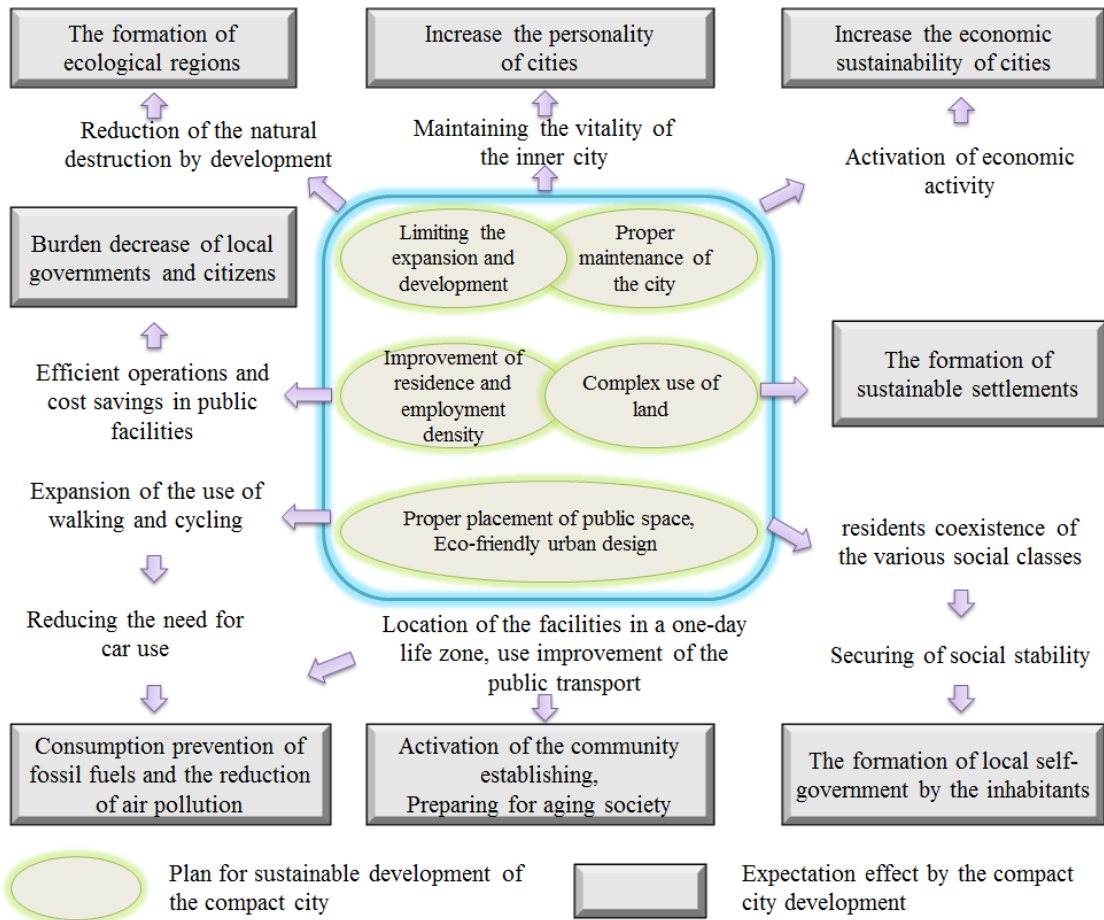 The formation of
ecological regions
Increase the personality
of cities
Increase the economic
sustainability of cities
Reduction of the natural
destruction by development
Maintaining the vitality of
the inner city
Activation of economic
activity
Burden decrease of local
governments and citizens
Limiting the
expansion and
development
Proper
maintenance of
the city
Improvement of
residence and
employment
density
Complex use of
land
The formation of
sustainable settlements
Efficient operations and
cost savings in public
facilities
Expansion of the use of
walking and cycling
Proper placement of public space,
Eco-friendly urban design
residents coexistence of
the various social classes
Reducing the need for
car use
Location of the facilities in a one-day
life zone, use improvement of the
public transport
Securing of social stability
Consumption prevention of
fossil fuels and the reduction
of air pollution
Activation of the community
establishing,
Preparing for aging society
The formation of local self-
government by the inhabitants
Plan for sustainable development of
the compact city
Expectation effect by the compact
city development